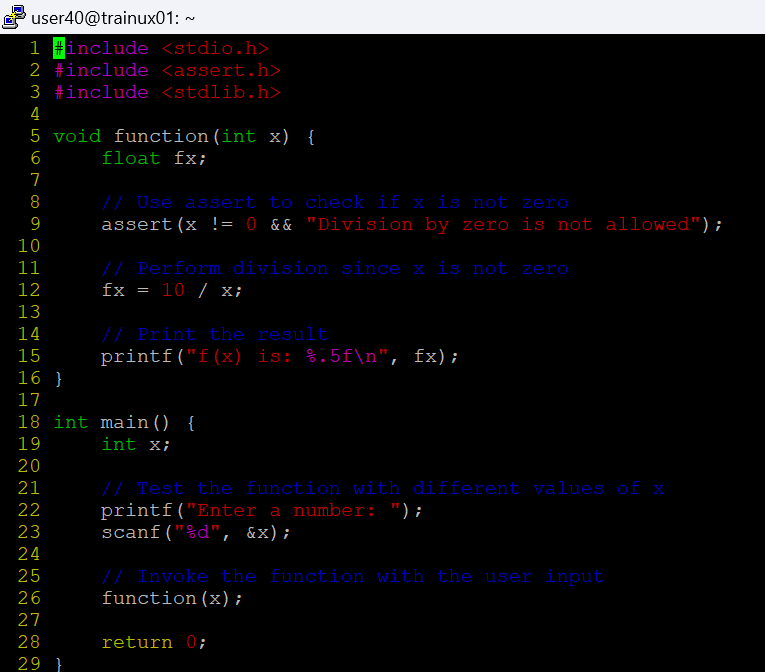 user40@trainux01: ~
1 #include <stdio.h>
2 #include <assert.h>
3 #include <stdlib.h>
4
5 void function(int x) {
6     float fx;
7
8     // Use assert to check if x is not zero
9     assert(x != 0 && "Division by zero is not allowed");
10
11     // Perform division since x is not zero
12     fx = 10 / x;
13
14     // Print the result
15     printf("f(x) is: %.5f\n", fx);
16 }
17
18 int main() {
19     int x;
20
21     // Test the function with different values of x
22     printf("Enter a number: ");
23     scanf("%d", &x);
24
25     // Invoke the function with the user input
26     function(x);
27
28     return 0;
29 }